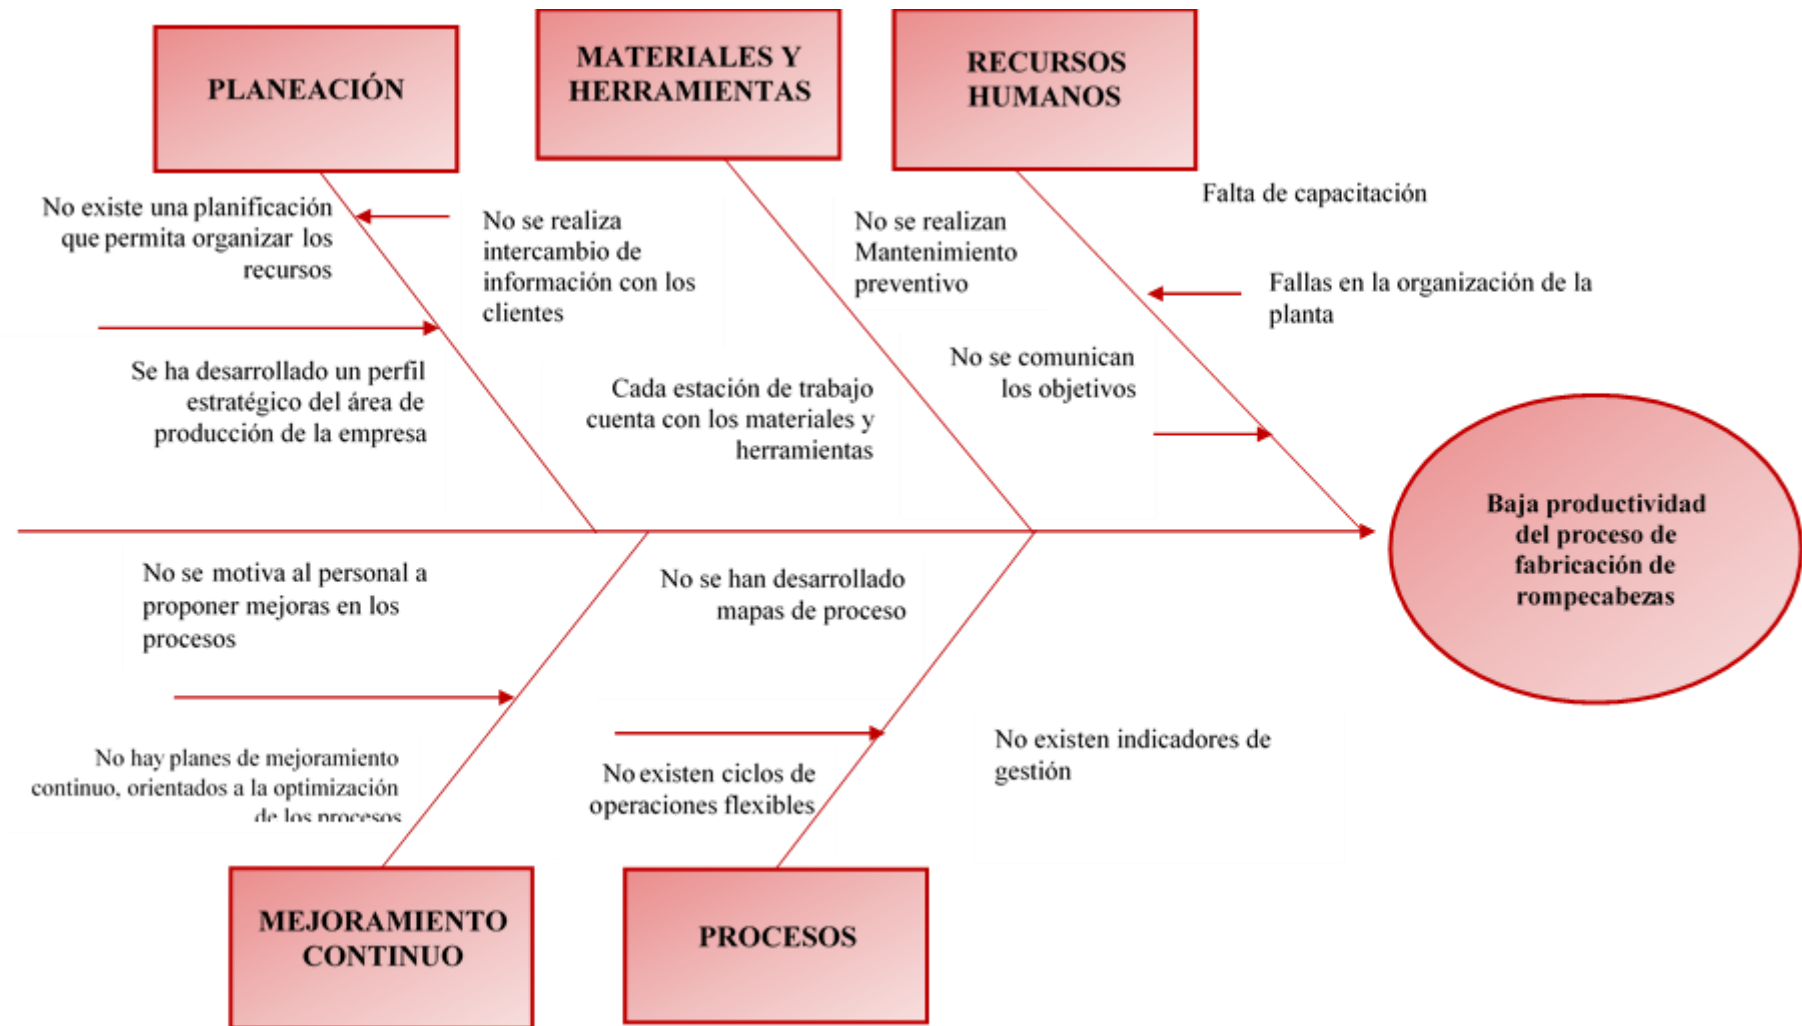 PLANEACIÓN
MATERIALES Y
HERRAMIENTAS
RECURSOS
HUMANOS
No existe una planificación
que permita organizar los
recursos
No se realiza
intercambio de
información con los
clientes
No se realizan
Mantenimiento
preventivo
Falta de capacitación
Fallas en la organización de la
planta
Se ha desarrollado un perfil
estratégico del área de
producción de la empresa
Cada estación de trabajo
cuenta con los materiales y
herramientas
No se comunican
los objetivos
Baja productividad
del proceso de
fabricación de
rompecabezas
No se motiva al personal a
proponer mejoras en los
procesos
No se han desarrollado
mapas de proceso
No hay planes de mejoramiento
continuo, orientados a la optimización
de los procesos
No existen ciclos de
operaciones flexibles
No existen indicadores de
gestión
MEJORAMIENTO
CONTINUO
PROCESOS